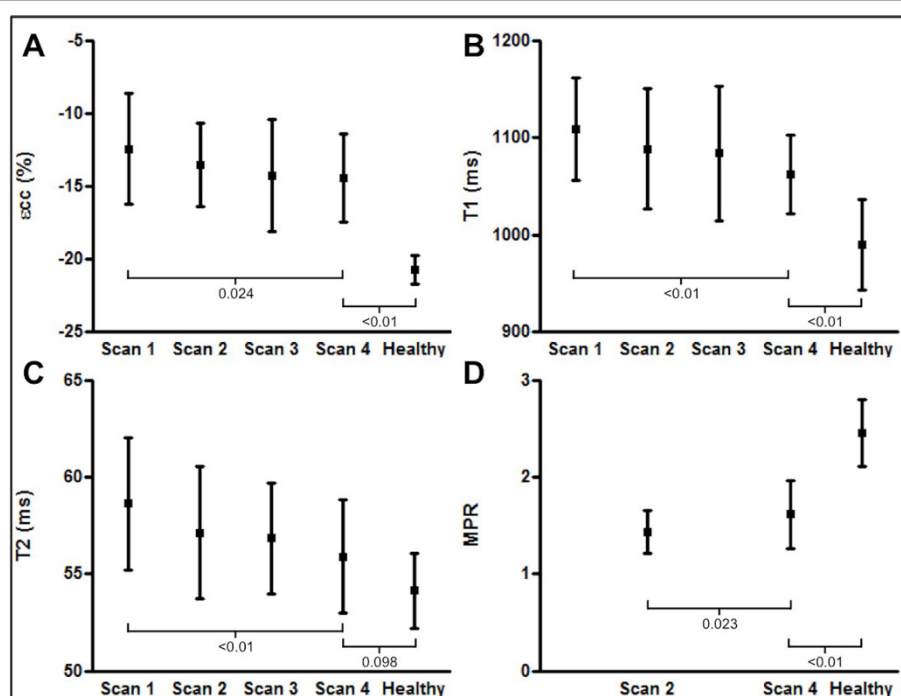 A
-5
-10
-15
-20
-25
εcc (%)
0.024
<0.01
Scan 1 Scan 2 Scan 3 Scan 4 Healthy
B
1200
1100
1000
900
T1 (ms)
<0.01
<0.01
Scan 1 Scan 2 Scan 3 Scan 4 Healthy
C
65
60
55
50
T2 (ms)
<0.01
0.098
Scan 1 Scan 2 Scan 3 Scan 4 Healthy
D
3
2
1
0
MPR
0.023
<0.01
Scan 2 Scan 4 Healthy